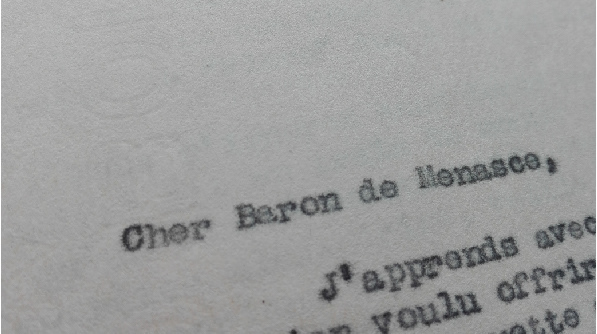 Cher Baron de Menasce,
J'apprends avec
voulu offrir